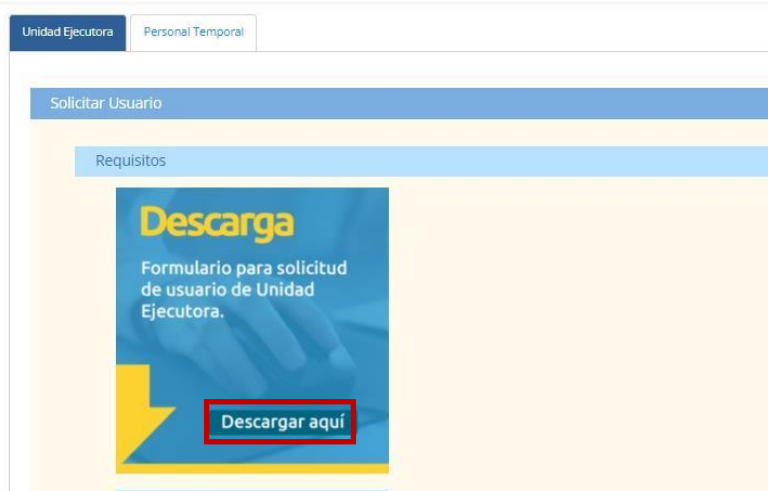 Unidad Ejecutora
Personal Temporal
Solicitar Usuario
Requisitos
Descarga
Formulario para solicitud
de usuario de Unidad
Ejecutora.
Descargar aquí